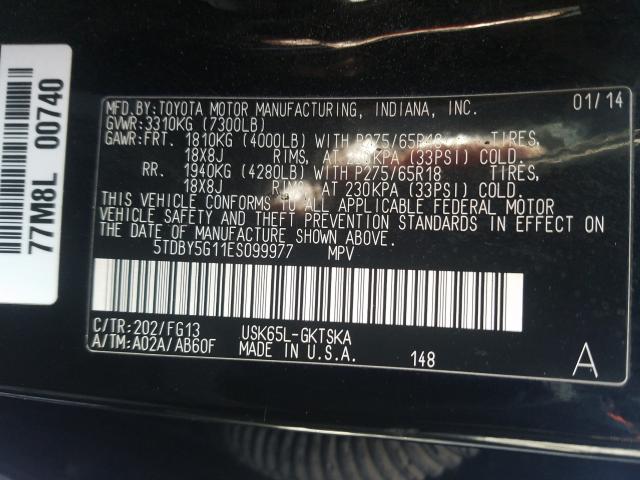 77M8L 00740
MFD. BY: TOYOTA MOTOR MANUFACTURING, INDIANA, INC. 01/14
GVWR: 3310KG (7300LB)
GAWR: FRT. 1810KG (4000LB) WITH P275/65R18 TIRES,
18X8J RIMS, AT 230KPA (33PSI) COLD.
RR. 1940KG (4280LB) WITH P275/65R18 TIRES,
18X8J RIMS, AT 230KPA (33PSI) COLD.
THIS VEHICLE CONFORMS TO ALL APPLICABLE FEDERAL MOTOR
VEHICLE SAFETY AND THEFT PREVENTION STANDARDS IN EFFECT ON
THE DATE OF MANUFACTURE SHOWN ABOVE.
5TDBY5G11ES099977 MPV
C/TR: 202/FG13 USK65L-GKTSKA
A/TM: A02A/AB60F MADE IN U.S.A. 148 A